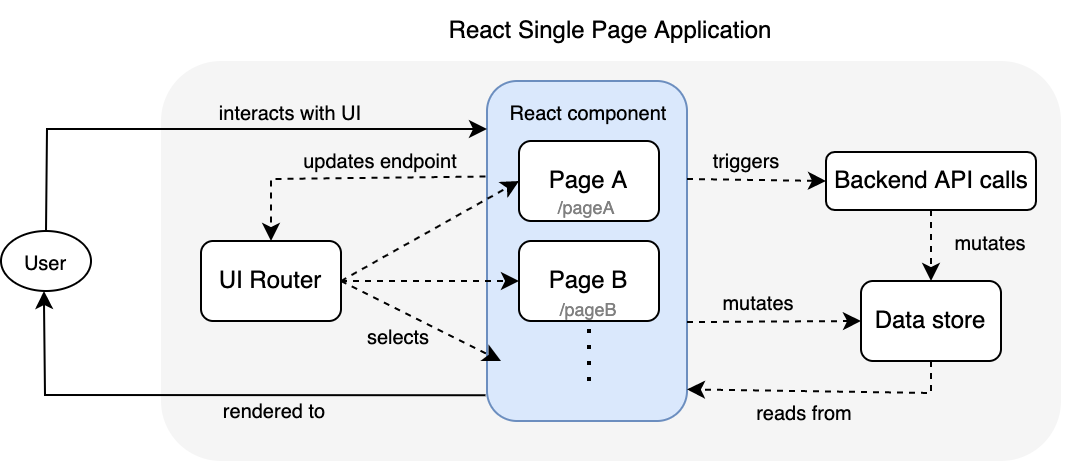 React Single Page Application
interacts with UI
React component
updates endpoint
Page A
/pageA
triggers
Backend API calls
mutates
User
UI Router
Page B
/pageB
mutates
Data store
selects
reads from
rendered to